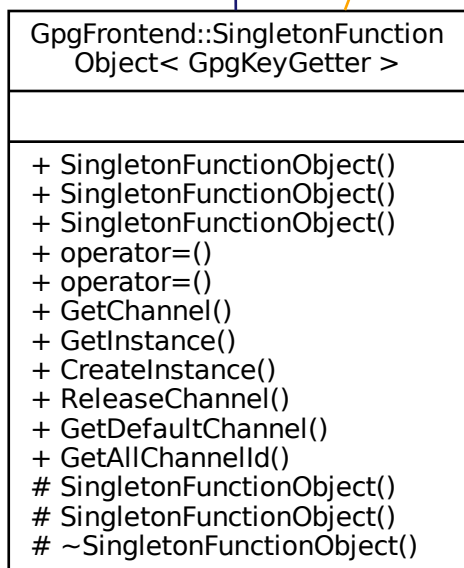 GpgFrontend::SingletonFunction
Object< GpgKeyGetter >
+ SingletonFunctionObject()
+ SingletonFunctionObject()
+ SingletonFunctionObject()
+ operator=()
+ operator=()
+ GetChannel()
+ GetInstance()
+ CreateInstance()
+ ReleaseChannel()
+ GetDefaultChannel()
+ GetAllChannelId()
# SingletonFunctionObject()
# SingletonFunctionObject()
# ~SingletonFunctionObject()